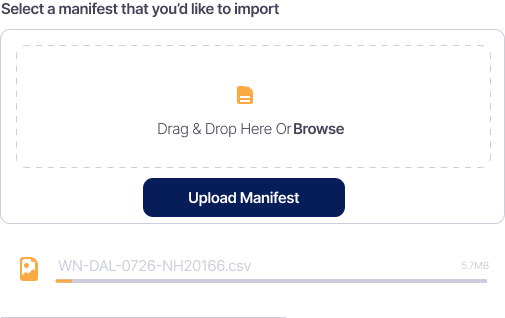 Select a manifest that you’d like to import
Drag & Drop Here Or Browse
Upload Manifest
WN-DAL-0726-NH20166.csv 5.7MB